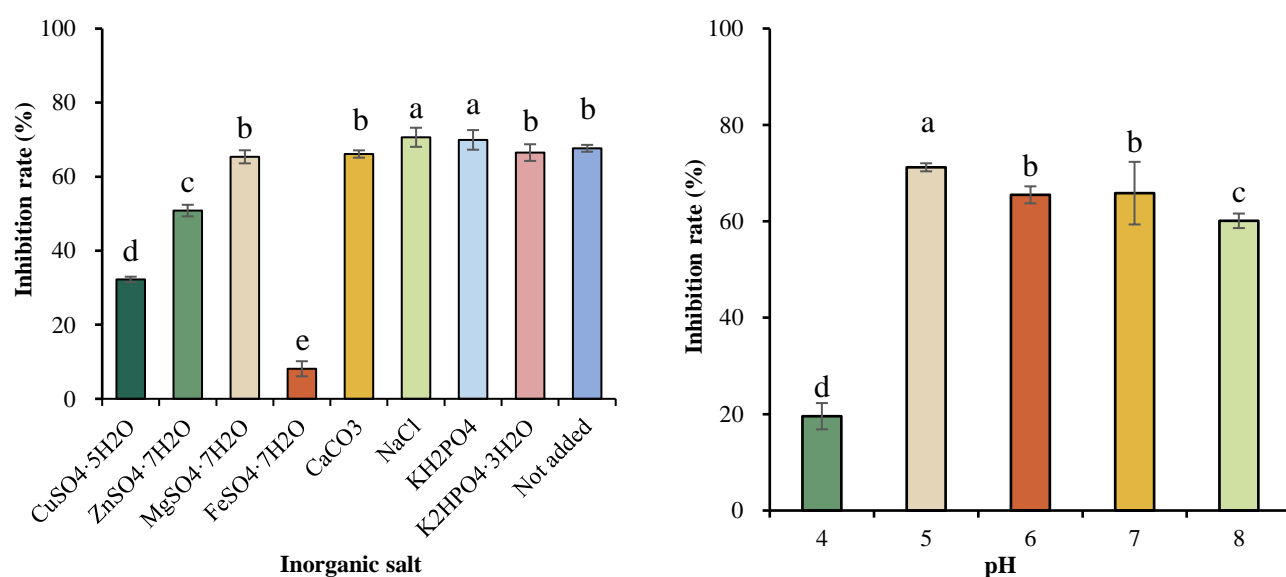 100
80
60
40
20
0
Inhibition rate (%)
d
c
b
e
b
a
a
b
b
CuSO4·5H2O
ZnSO4·7H2O
MgSO4·7H2O
FeSO4·7H2O
CaCO3
NaCl
KH2PO4
K2HPO4·3H2O
Not added
Inorganic salt
100
80
60
40
20
0
Inhibition rate (%)
d
a
b
b
c
4 5 6 7 8
pH